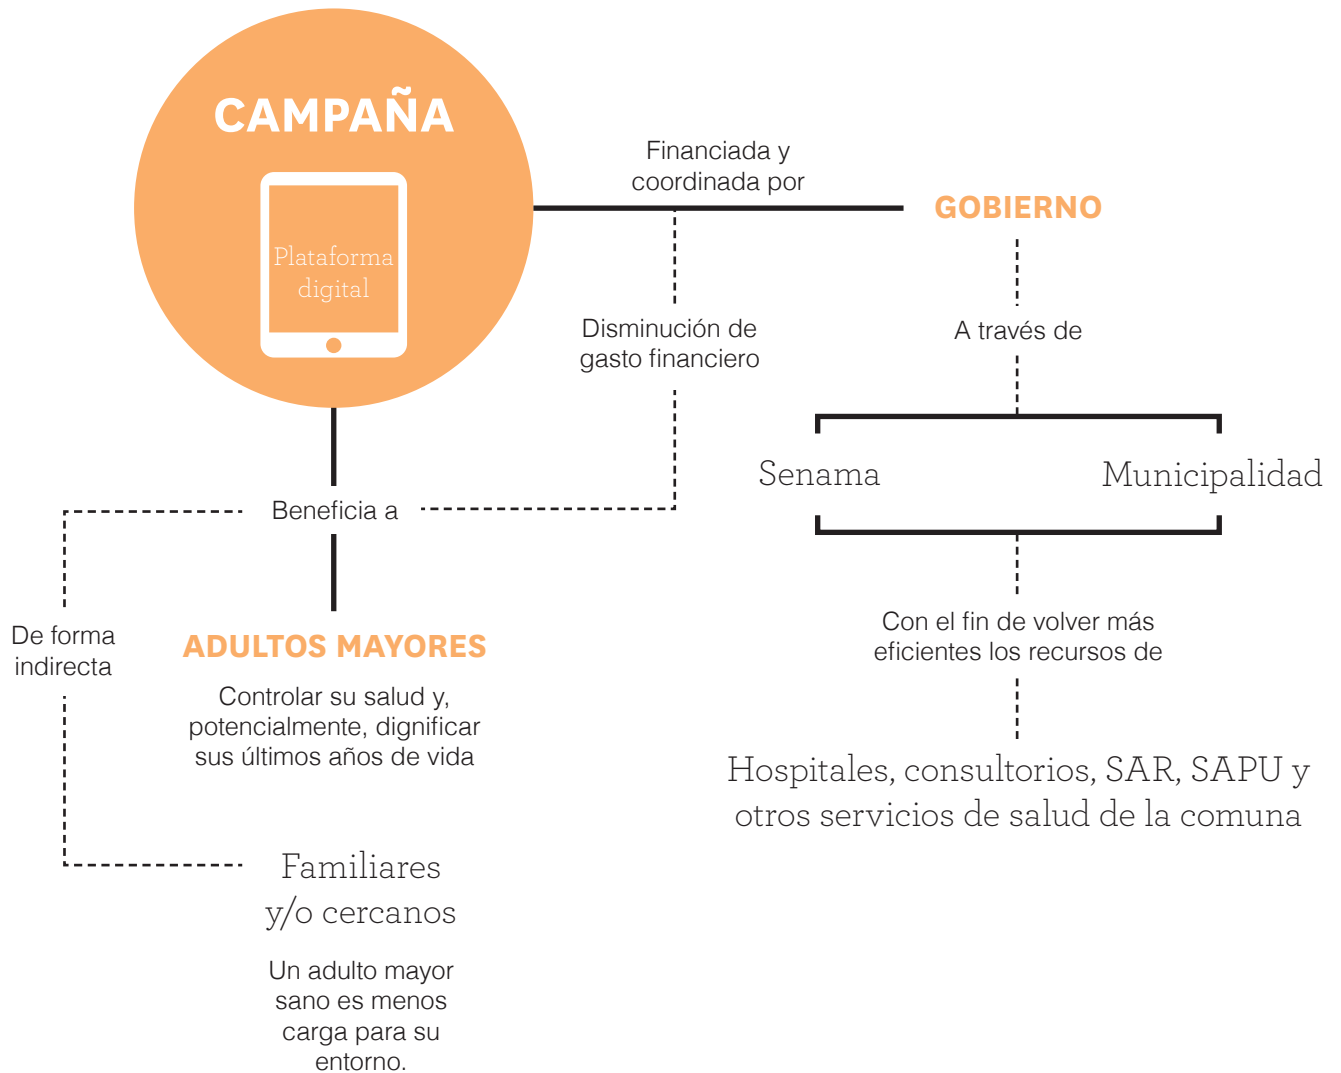 CAMPAÑA
Plataforma
digital
Financiada y
coordinada por
GOBIERNO
Disminución de
gasto financiero
A través de
Senama
Municipalidad
Beneficia a
De forma
indirecta
ADULTOS MAYORES
Controlar su salud y,
potencialmente, dignificar
sus últimos años de vida
Con el fin de volver más
eficientes los recursos de
Hospitales, consultorios, SAR, SAPU y
otros servicios de salud de la comuna
Familiares
y/o cercanos
Un adulto mayor
sano es menos
carga para su
entorno.